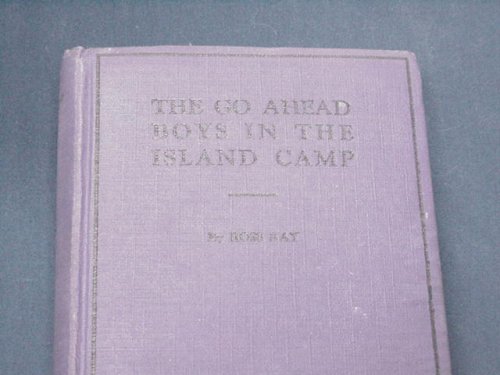 THE GO AHEAD
BOYS IN THE
ISLAND CAMP
By ROSS KAY